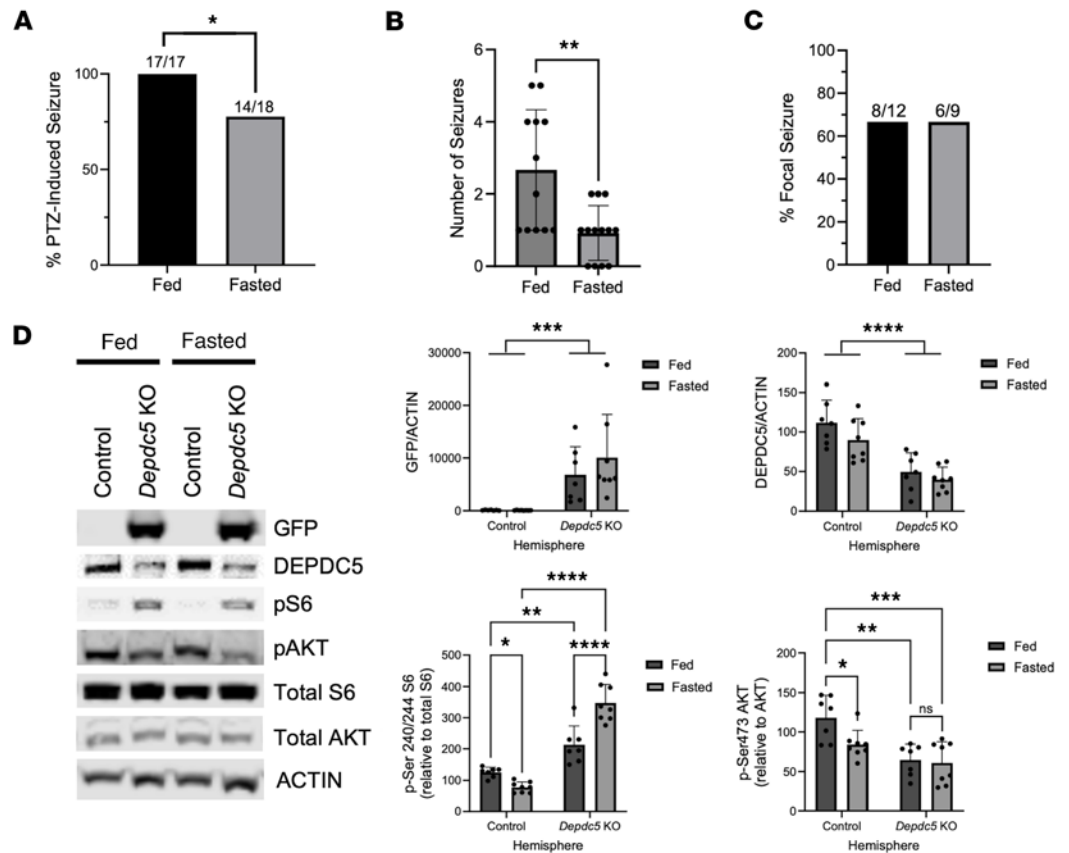 A
*
17/17
14/18
100
50
0
% PTZ-Induced Seizure
Fed
Fasted
B
**
6
4
2
0
Number of Seizures
Fed
Fasted
C
100
80
60
40
20
0
% Focal Seizure
8/12
6/9
Fed
Fasted
D
Fed
Fasted
Control
Depdc5 KO
Control
Depdc5 KO
GFP
DEPDC5
pS6
pAKT
Total S6
Total AKT
ACTIN
***
30000
20000
10000
0
GFP/ACTIN
Fed
Fasted
Control
Depdc5 KO
Hemisphere
****
200
150
100
50
0
DEPDC5/ACTIN
Fed
Fasted
Control
Depdc5 KO
Hemisphere
****
**
*
****
500
400
300
200
100
0
p-Ser 240/244 S6
(relative to total S6)
Fed
Fasted
Control
Depdc5 KO
Hemisphere
***
**
*
ns
200
150
100
50
0
p-Ser473 AKT
(relative to AKT)
Fed
Fasted
Control
Depdc5 KO
Hemisphere